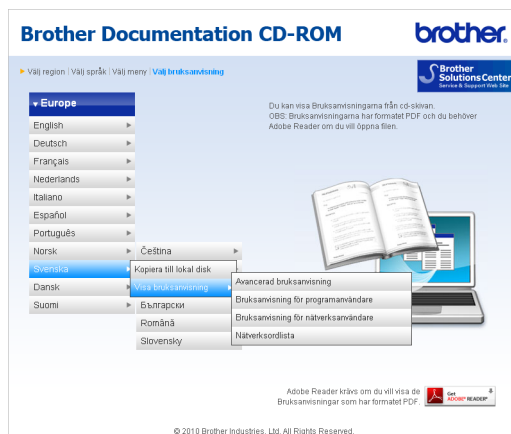 Brother Documentation CD-ROM
brother.
Välj region | Välj språk | Välj meny | Välj bruksanvisning
Brother
Solutions Center
Service & Support Web Site
Europe
Du kan visa Bruksanvisningarna från cd-skivan.
OBS: Bruksanvisningarna har formatet PDF och du behöver
Adobe Reader om du vill öppna filen.
English
Deutsch
Français
Nederlands
Italiano
Español
Português
Norsk
Svenska
Dansk
Suomi
Čeština
Kopiera till lokal disk
Visa bruksanvisning
Български
Română
Slovensky
Avancerad bruksanvisning
Bruksanvisning för programanvändare
Bruksanvisning för nätverksanvändare
Nätverksordlista
Adobe Reader krävs om du vill visa de
Bruksanvisningar som har formatet PDF.
Get
ADOBE® READER®
© 2010 Brother Industries, Ltd. All Rights Reserved.